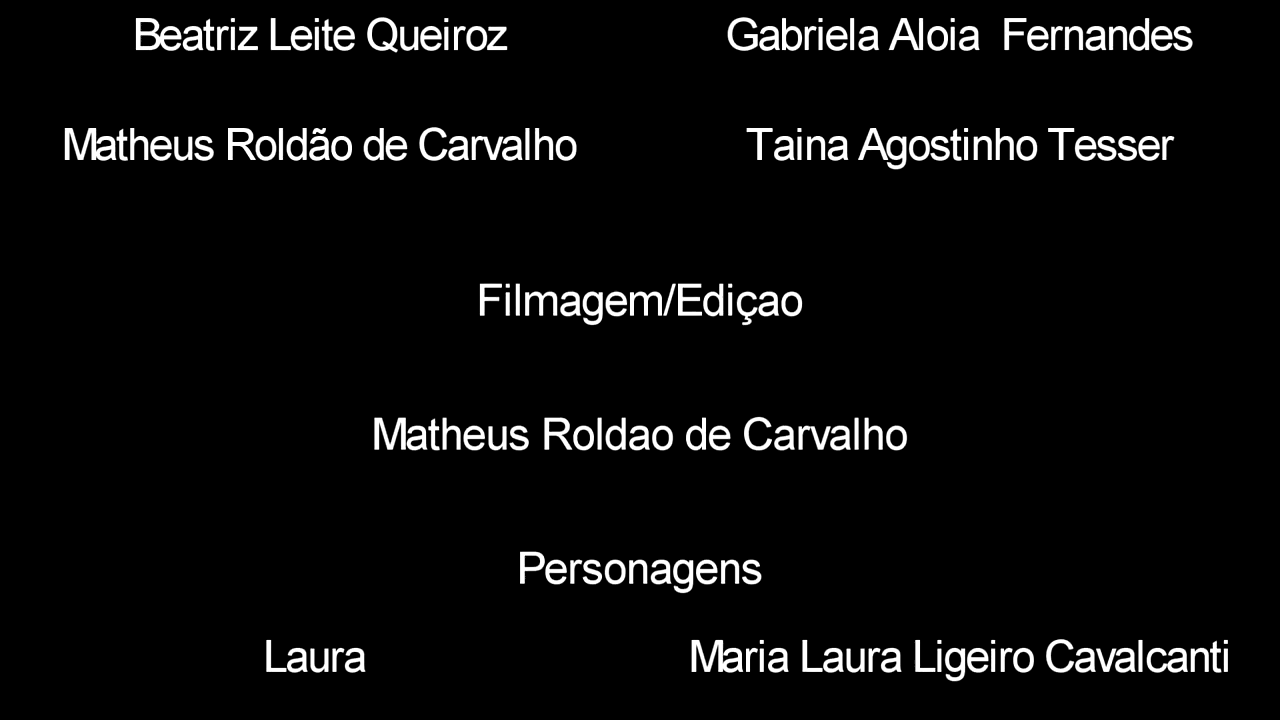 Beatriz Leite Queiroz Gabriela Aloia  Fernandes
Matheus Roldão de Carvalho Taina Agostinho Tesser
Filmagem/Ediçao
Matheus Roldao de Carvalho
Personagens
Laura Maria Laura Ligeiro Cavalcanti